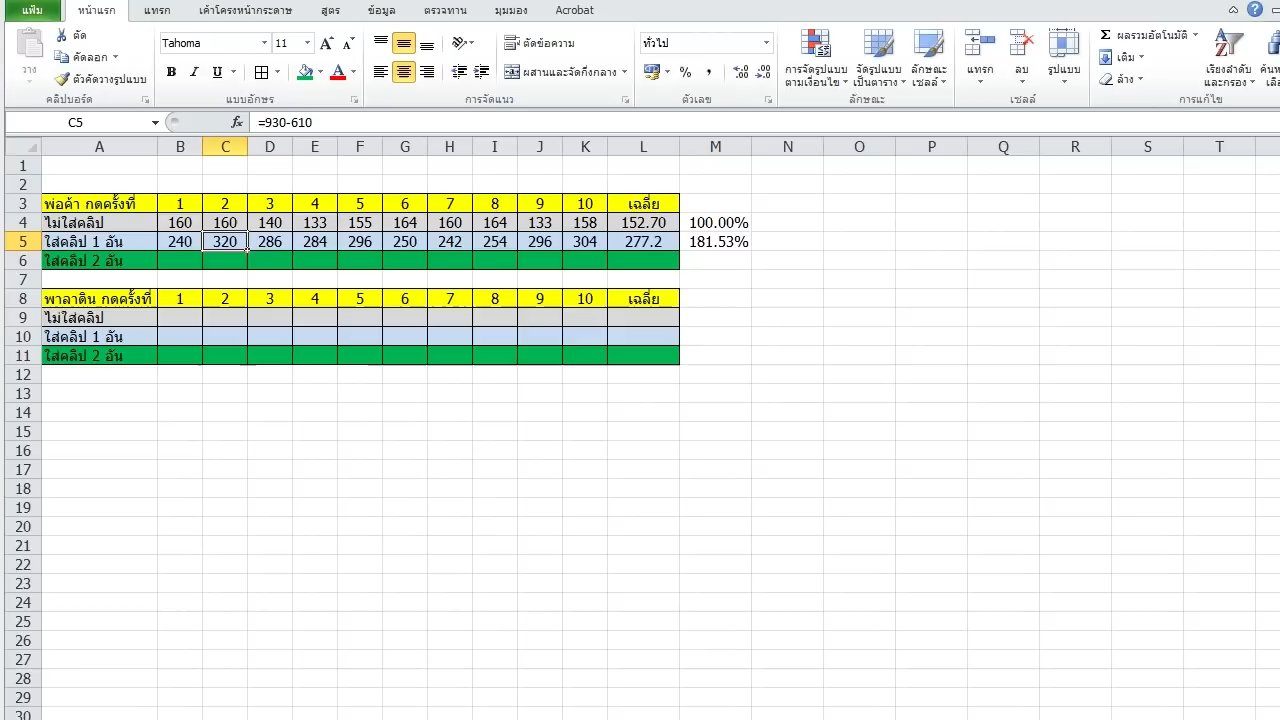 แฟ้ม หน้าแรก แทรก เค้าโครงหน้ากระดาษ สูตร ข้อมูล ตรวจทาน มุมมอง Acrobat
วาง ตัด คัดลอก ตัวคัดวางรูปแบบ คลิปบอร์ด
Tahoma 11 A A
B I U A แบบอักษร
ตัดข้อความ
ผสานและจัดกึ่งกลาง การจัดแนว
ทั่วไป
% , .00 ตัวเลข
การจัดรูปแบบตามเงื่อนไข จัดรูปแบบเป็นตาราง ลักษณะเซลล์ ลักษณะ
แทรก ลบ รูปแบบ เซลล์
Σ ผลรวมอัตโนมัติ เติม ล้าง เรียงลำดับและกรอง การแก้ไข
C5 fx =930-610
A B C D E F G H I J K L M N O P Q R S T
1
2
3 พ่อค้า กดครั้งที่ 1 2 3 4 5 6 7 8 9 10 เฉลี่ย
4 ไม่ใส่คลิป 160 160 140 133 155 164 160 164 133 158 152.70 100.00%
5 ใส่คลิป 1 อัน 240 320 286 284 296 250 242 254 296 304 277.2 181.53%
6 ใส่คลิป 2 อัน
7
8 พาลาดิน กดครั้งที่ 1 2 3 4 5 6 7 8 9 10 เฉลี่ย
9 ไม่ใส่คลิป
10 ใส่คลิป 1 อัน
11 ใส่คลิป 2 อัน
12
13
14
15
16
17
18
19
20
21
22
23
24
25
26
27
28
29
30